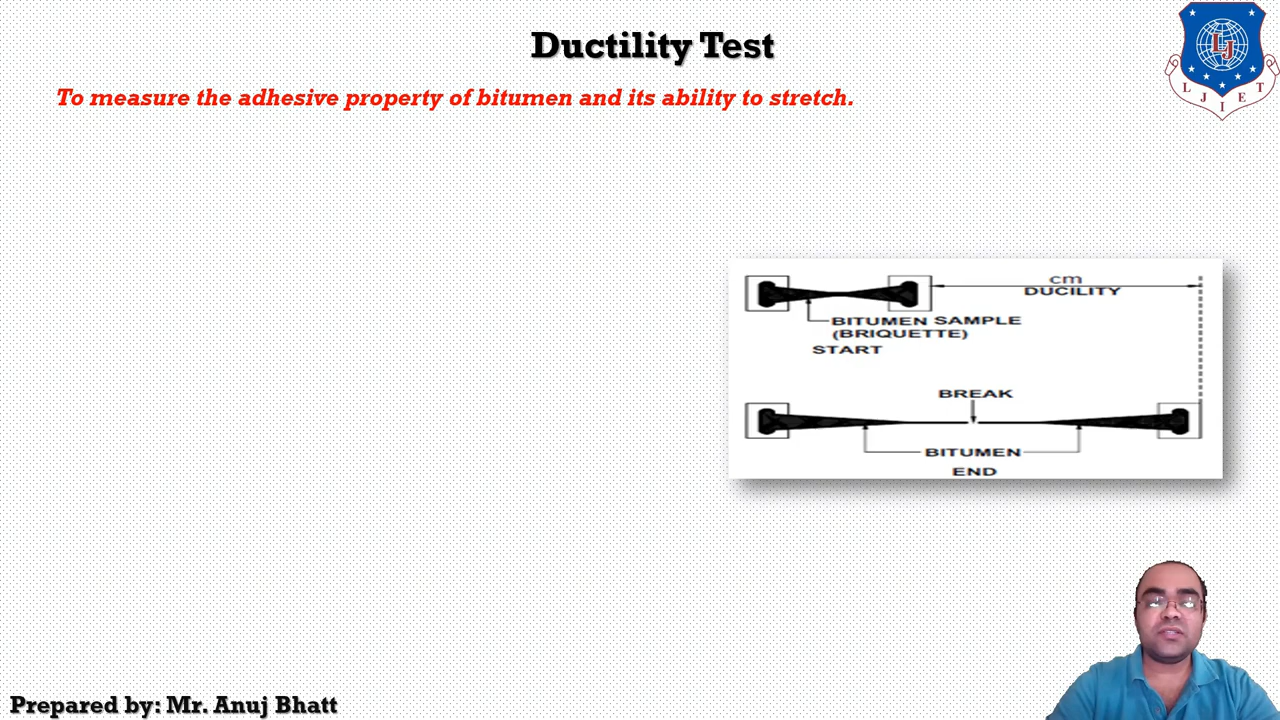 Ductility Test
To measure the adhesive property of bitumen and its ability to stretch.
LJ
L J I E T
cm
DUCILITY
BITUMEN SAMPLE
(BRIQUETTE)
START
BREAK
BITUMEN
END
Prepared by: Mr. Anuj Bhatt